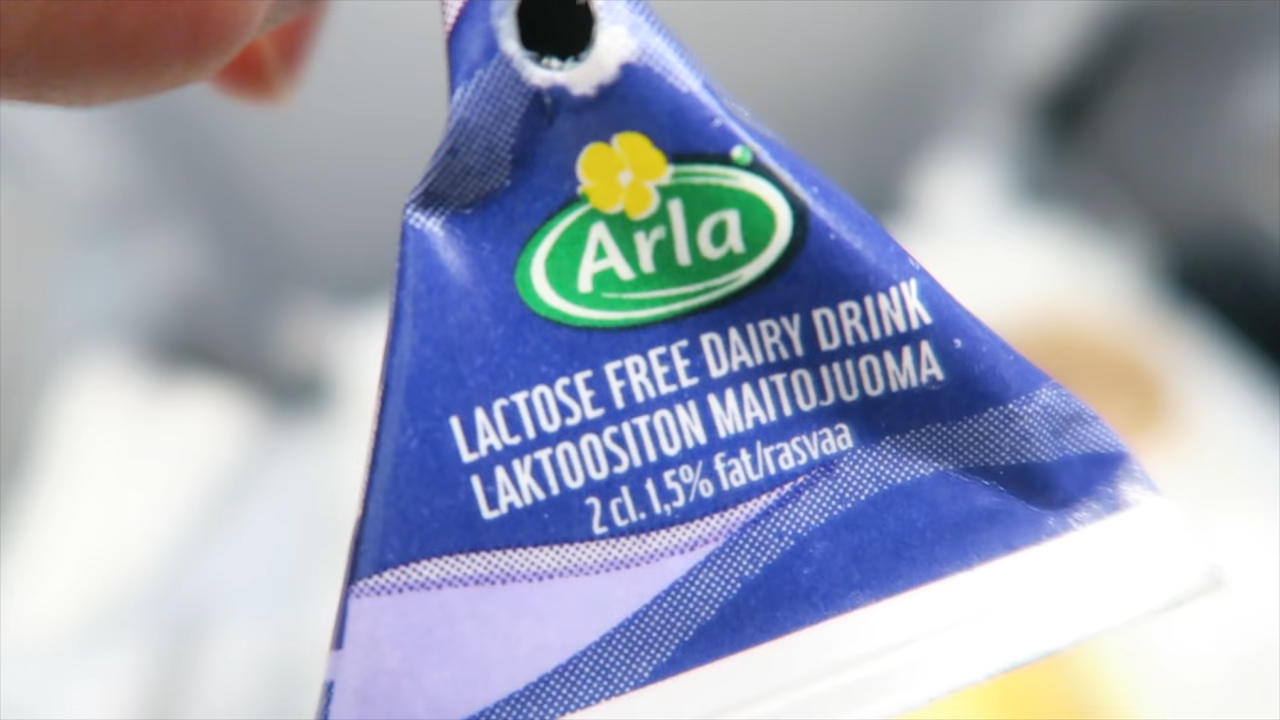 Arla
LACTOSE FREE DAIRY DRINK
LAKTOOSITON MAITOJUOMA
2 cl. 1,5% fat/rasvaa